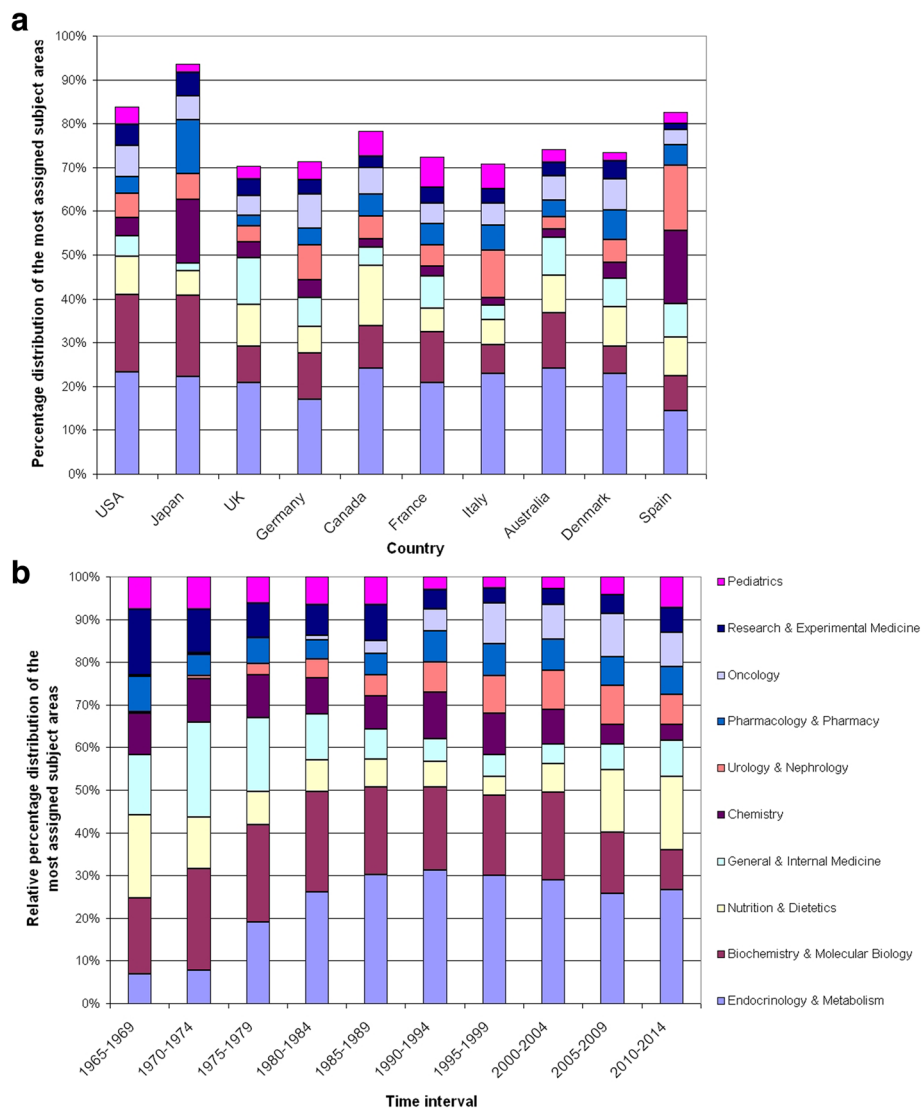 a
Percentage distribution of the most assigned subject areas
100%
90%
80%
70%
60%
50%
40%
30%
20%
10%
0%
USA
Japan
UK
Germany
Canada
France
Italy
Australia
Denmark
Spain
Country
b
Relative percentage distribution of the
most assigned subject areas
100%
90%
80%
70%
60%
50%
40%
30%
20%
10%
0%
1965-1969
1970-1974
1975-1979
1980-1984
1985-1989
1990-1994
1995-1999
2000-2004
2005-2009
2010-2014
Time interval
Pediatrics
Research & Experimental Medicine
Oncology
Pharmacology & Pharmacy
Urology & Nephrology
Chemistry
General & Internal Medicine
Nutrition & Dietetics
Biochemistry & Molecular Biology
Endocrinology & Metabolism